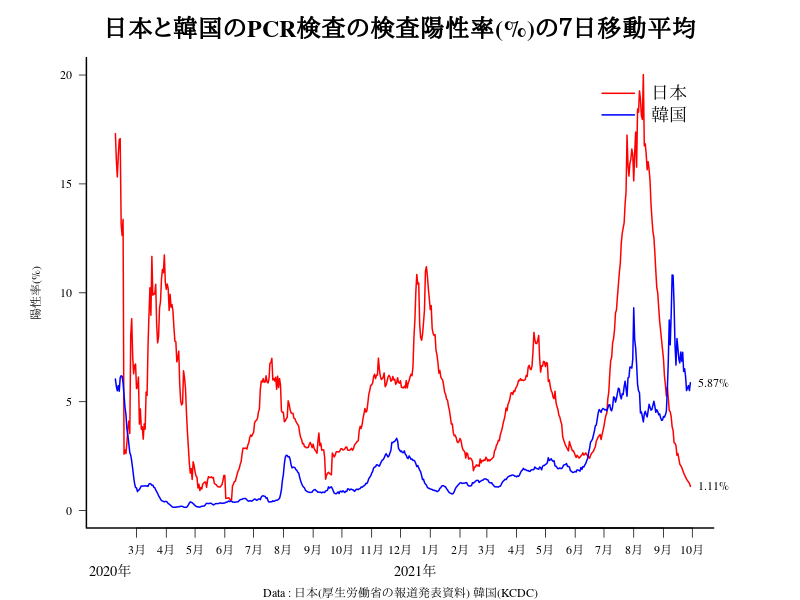 日本と韓国のPCR検査の検査陽性率(%)の7日移動平均
日本
韓国
陽性率(%)
20
15
10
5
0
5.87%
1.11%
3月 4月 5月 6月 7月 8月 9月 10月 11月 12月 1月 2月 3月 4月 5月 6月 7月 8月 9月 10月
2020年 2021年
Data : 日本(厚生労働省の報道発表資料) 韓国(KCDC)